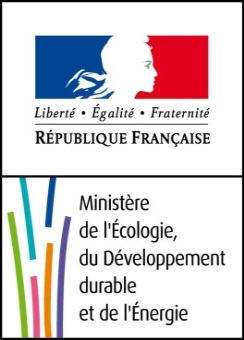 Liberté • Égalité • Fraternité
RÉPUBLIQUE FRANÇAISE
Ministère
de l'Écologie,
du Développement
durable
et de l'Énergie